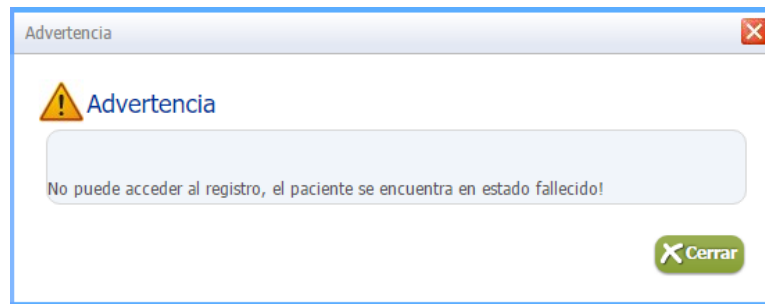 Advertencia
Advertencia
No puede acceder al registro, el paciente se encuentra en estado fallecido!
Cerrar